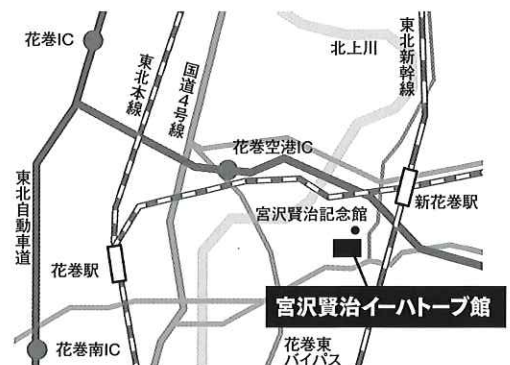 花巻IC
東北本線
国道4号線
北上川
東北新幹線
花巻空港IC
東北自動車道
宮沢賢治記念館
新花巻駅
花巻駅
宮沢賢治イーハトーブ館
花巻南IC
花巻東
バイパス